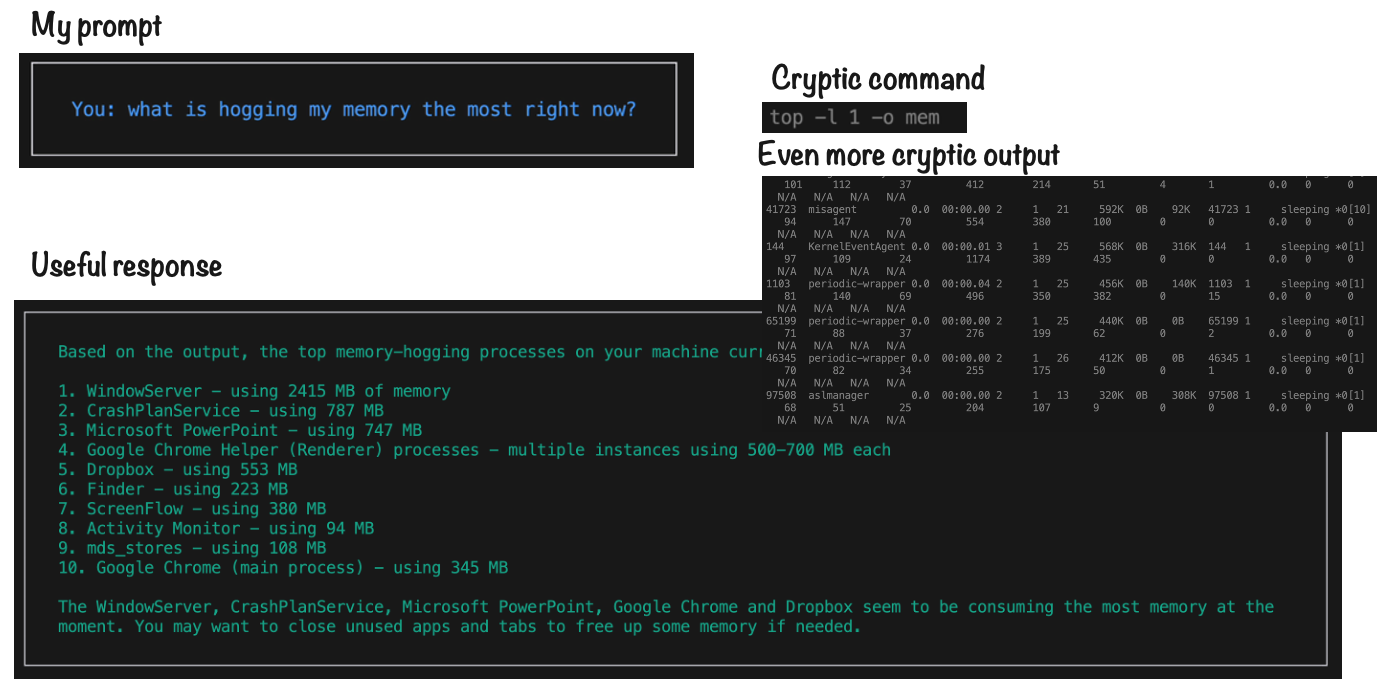 My prompt
You: what is hogging my memory the most right now?
Cryptic command
top -l 1 -o mem
Even more cryptic output
101 112 37 412 214 51 4 1 0.0 0 0
N/A N/A N/A N/A
41723 misagent 0.0 00:00.00 2 1 21 592K 0B 92K 41723 1 sleeping *0[10]
94 147 70 554 380 100 0 0 0.0 0 0
N/A N/A N/A N/A
144 KernelEventAgent 0.0 00:00.01 3 1 25 568K 0B 316K 144 1 sleeping *0[1]
97 109 24 1174 389 435 0 0 0.0 0 0
N/A N/A N/A N/A
1103 periodic-wrapper 0.0 00:00.04 2 1 25 456K 0B 140K 1103 1 sleeping *0[1]
81 140 69 496 350 382 0 15 0.0 0 0
N/A N/A N/A N/A
65199 periodic-wrapper 0.0 00:00.00 2 1 25 440K 0B 0B 65199 1 sleeping *0[1]
71 88 37 276 199 62 0 2 0.0 0 0
N/A N/A N/A N/A
46345 periodic-wrapper 0.0 00:00.00 2 1 26 412K 0B 0B 46345 1 sleeping *0[1]
70 82 34 255 175 50 0 1 0.0 0 0
N/A N/A N/A N/A
97508 aslmanager 0.0 00:00.00 2 1 13 320K 0B 308K 97508 1 sleeping *0[1]
68 51 25 204 107 9 0 0 0.0 0 0
N/A N/A N/A N/A
Useful response
Based on the output, the top memory-hogging processes on your machine curr
1. WindowServer - using 2415 MB of memory
2. CrashPlanService - using 787 MB
3. Microsoft PowerPoint - using 747 MB
4. Google Chrome Helper (Renderer) processes - multiple instances using 500-700 MB each
5. Dropbox - using 553 MB
6. Finder - using 223 MB
7. ScreenFlow - using 380 MB
8. Activity Monitor - using 94 MB
9. mds_stores - using 108 MB
10. Google Chrome (main process) - using 345 MB
The WindowServer, CrashPlanService, Microsoft PowerPoint, Google Chrome and Dropbox seem to be consuming the most memory at the
moment. You may want to close unused apps and tabs to free up some memory if needed.